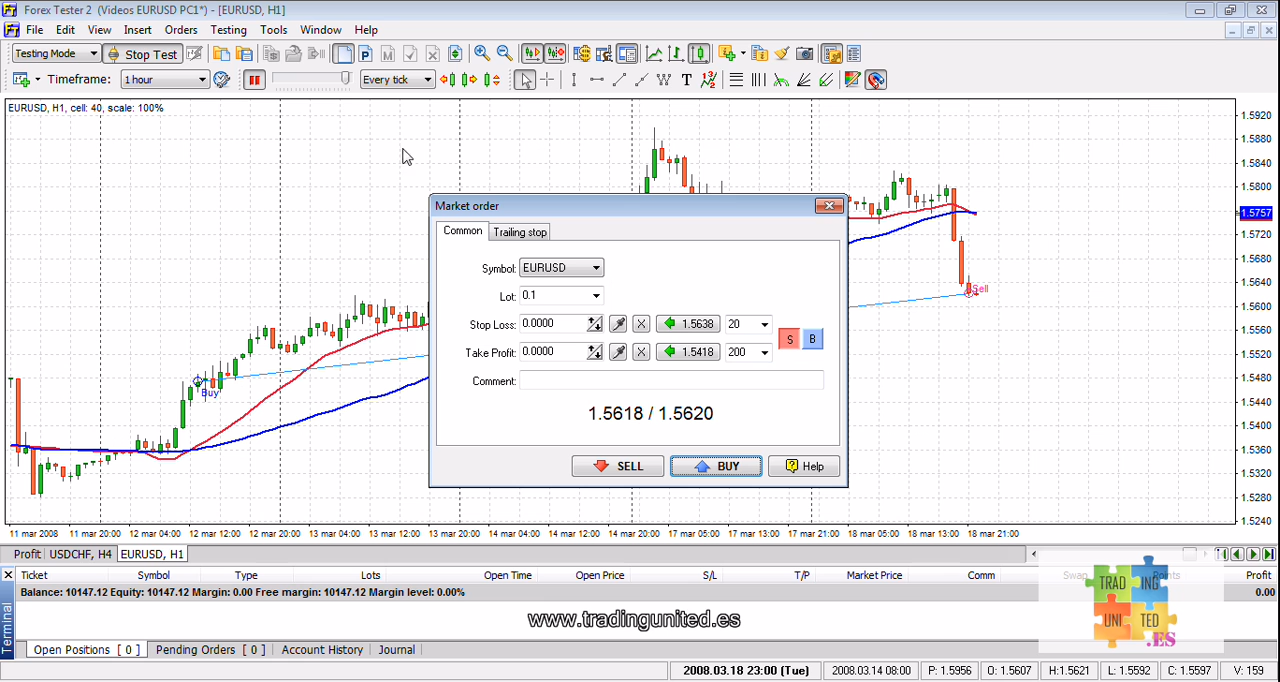 Forex Tester 2 (Videos EURUSD PC1*) - [EURUSD, H1]
File Edit View Insert Orders Testing Tools Window Help
Testing Mode Stop Test
Timeframe: 1 hour Every tick
EURUSD, H1, cell: 40, scale: 100%
1.5920
1.5880
1.5840
1.5800
1.5757
1.5720
1.5680
1.5640
1.5600
1.5560
1.5520
1.5480
1.5440
1.5400
1.5360
1.5320
1.5280
1.5240
Buy
Sell
Market order
Common Trailing stop
Symbol: EURUSD
Lot: 0.1
Stop Loss: 0.0000 X 1.5638 20
S B
Take Profit: 0.0000 X 1.5418 200
Comment:
1.5618 / 1.5620
SELL BUY Help
11 mar 2008 11 mar 20:00 12 mar 04:00 12 mar 12:00 12 mar 20:00 13 mar 04:00 13 mar 12:00 13 mar 20:00 14 mar 04:00 14 mar 12:00 14 mar 20:00 17 mar 05:00 17 mar 13:00 17 mar 21:00 18 mar 05:00 18 mar 13:00 18 mar 21:00
Profit USDCHF, H4 EURUSD, H1
Ticket Symbol Type Lots Open Time Open Price S/L T/P Market Price Comm Swap Points Profit
Balance: 10147.12 Equity: 10147.12 Margin: 0.00 Free margin: 10147.12 Margin level: 0.00% 0.00
Terminal
www.tradingunited.es
TRAD ING
UNI TED
.ES
Open Positions [ 0 ] Pending Orders [ 0 ] Account History Journal
2008.03.18 23:00 (Tue) 2008.03.14 08:00 P: 1.5956 O: 1.5607 H:1.5621 L: 1.5592 C: 1.5597 V: 159